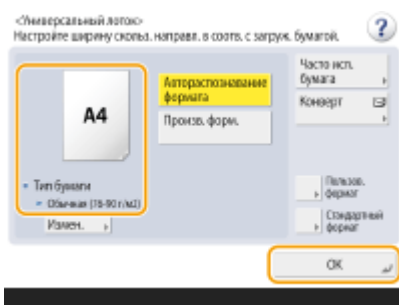 <Универсальный лоток>
Настройте ширину скольз. направл. в соотв. с загруж. бумагой.
?
A4
Автораспознавание
формата
Произв. форм.
Часто исп.
бумага
Конверт
Тип бумаги
Обычная (76-90 г/м2)
Измен.
Пользов.
формат
Стандартный
формат
OK